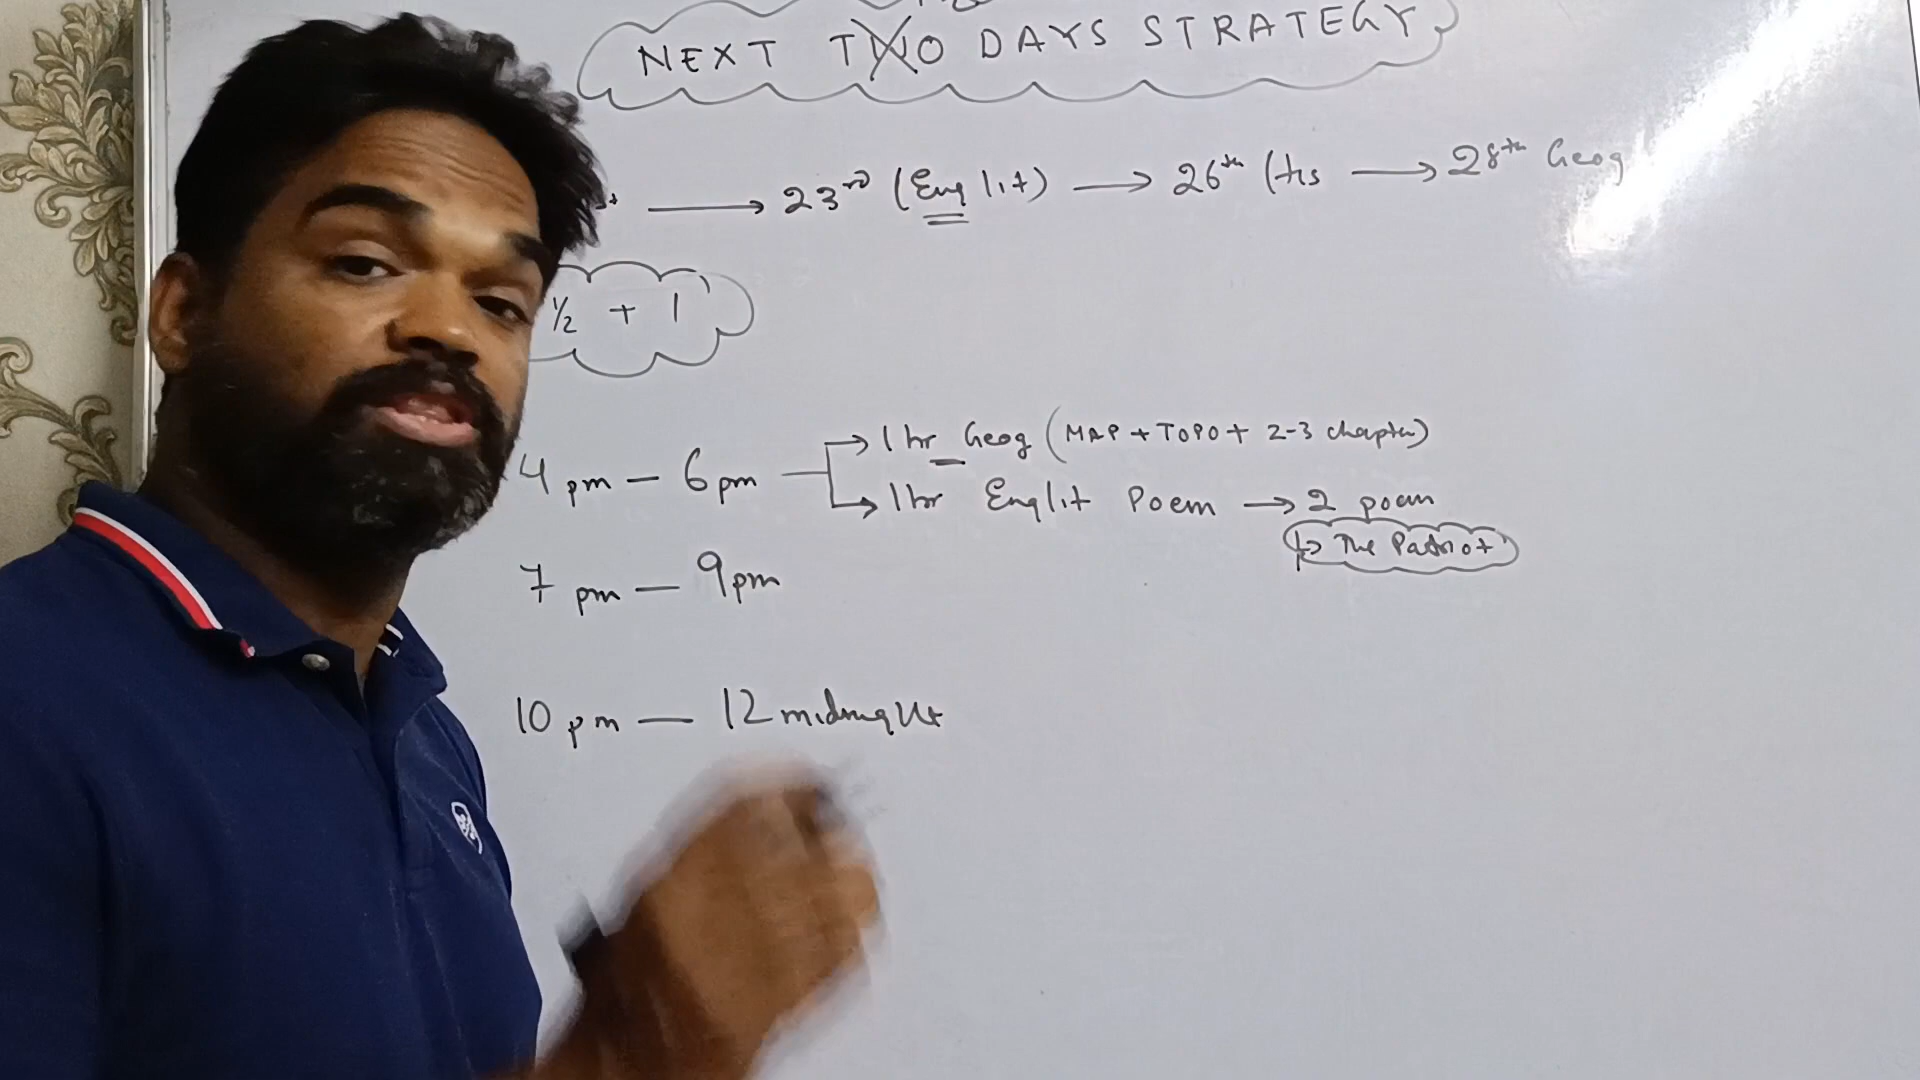 NEXT TWO DAYS STRATEGY
st → 23rd (Eng lit) → 26th (His → 28th Geog
1/2 + 1
4 pm — 6 pm → 1 hr Geog (MAP + TOPO + 2-3 chapter)
→ 1 hr Eng lit Poem → 2 poem
↳ The Patriot
7 pm — 9 pm
10 pm — 12 midnight